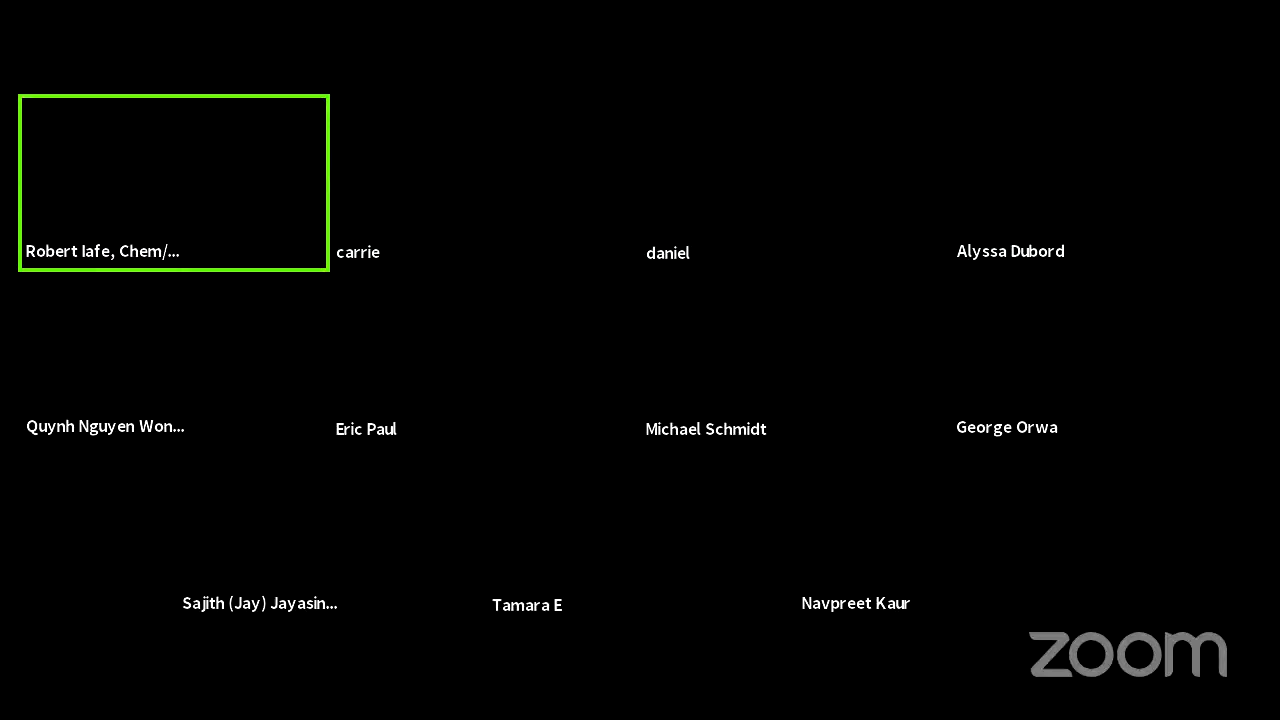 Robert Iafe, Chem/...
carrie
daniel
Alyssa Dubord
Quynh Nguyen Won...
Eric Paul
Michael Schmidt
George Orwa
Sajith (Jay) Jayasin...
Tamara E
Navpreet Kaur
zoom